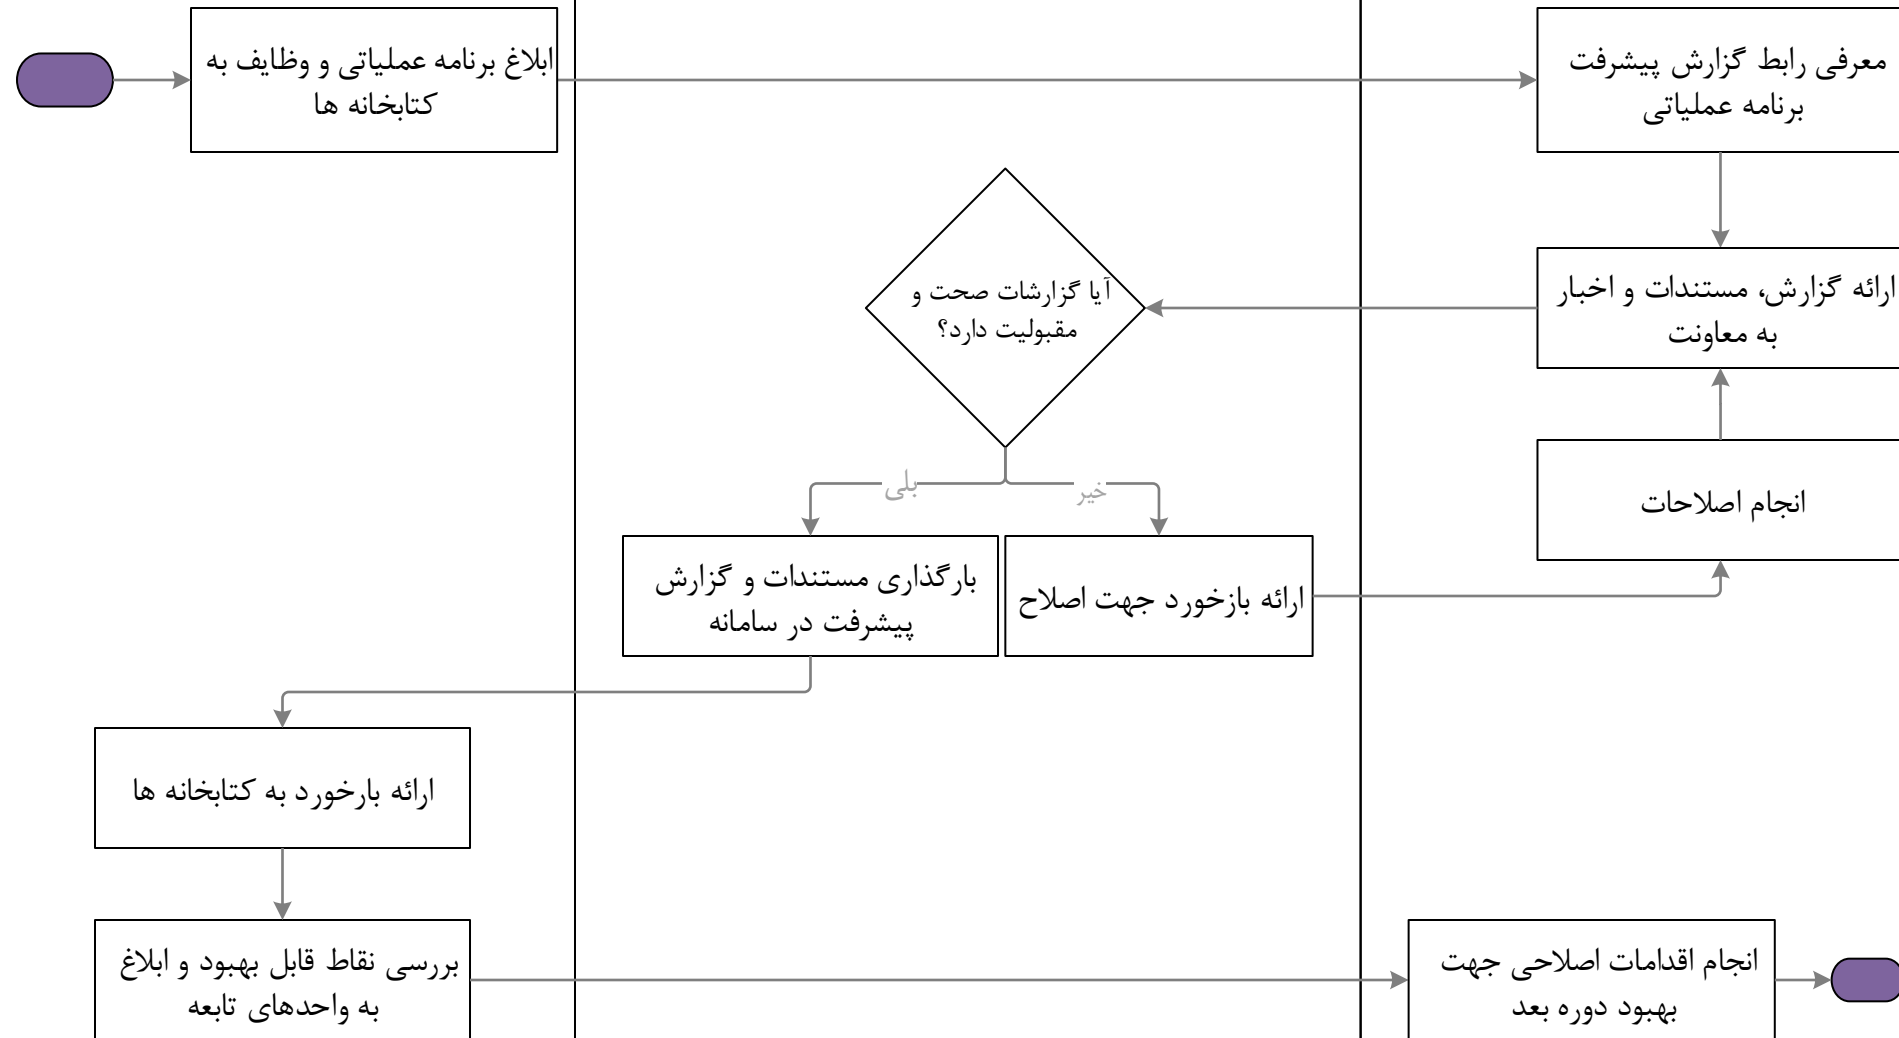 ابلاغ برنامه عملیاتی و وظایف به
کتابخانه ها
معرفی رابط گزارش پیشرفت
برنامه عملیاتی
آیا گزارشات صحت و
مقبولیت دارد؟
ارائه گزارش، مستندات و اخبار
به معاونت
بلی
خیر
انجام اصلاحات
بارگذاری مستندات و گزارش
پیشرفت در سامانه
ارائه بازخورد جهت اصلاح
ارائه بارخورد به کتابخانه ها
بررسی نقاط قابل بهبود و ابلاغ
به واحدهای تابعه
انجام اقدامات اصلاحی جهت
بهبود دوره بعد